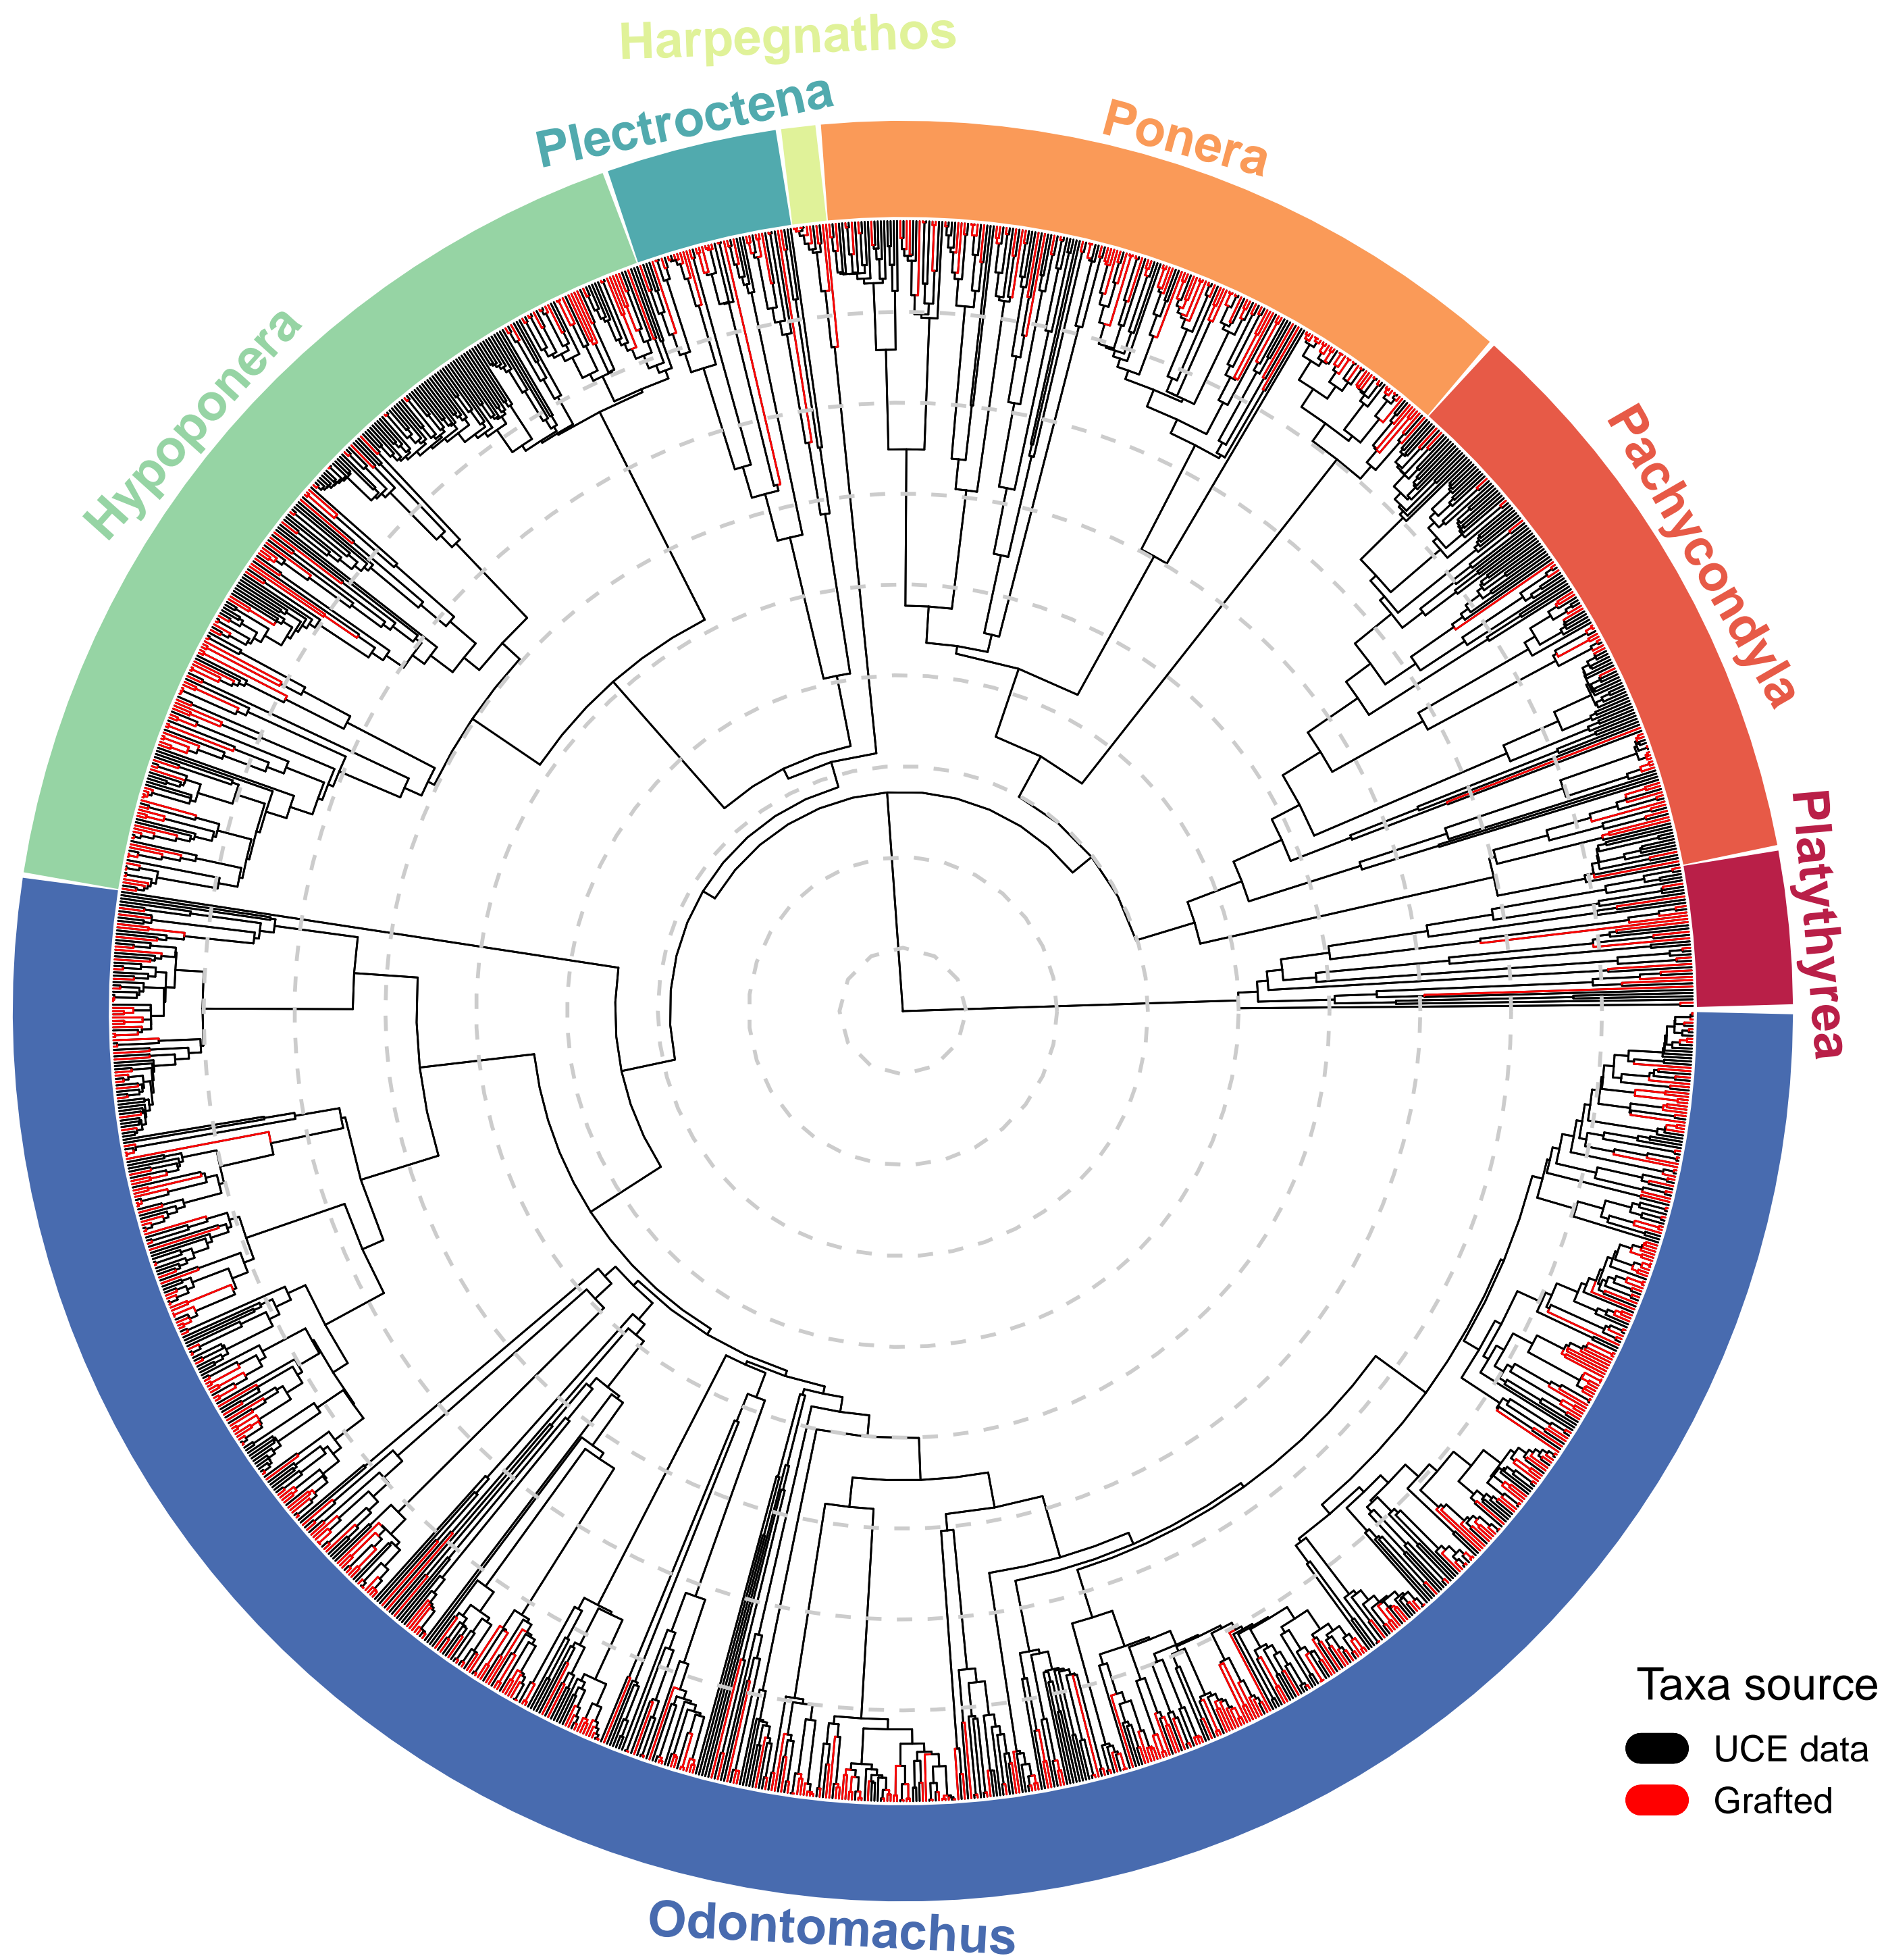 Harpegnathos
Plectroctena
Ponera
Hypoponera
Pachycondyla
Platythyrea
Odontomachus
Taxa source
UCE data
Grafted